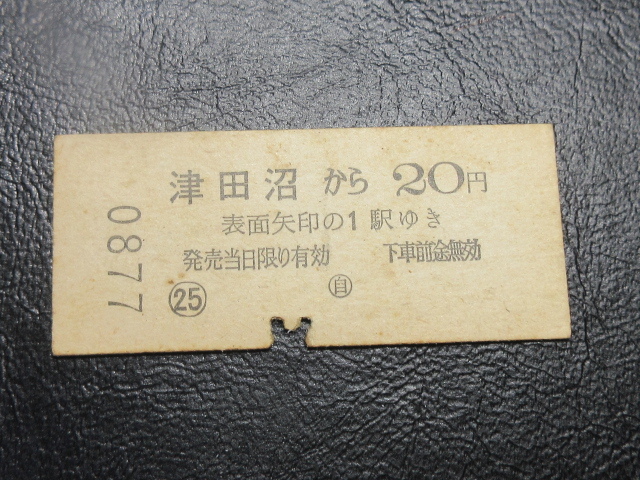 津田沼 から 20円
表面矢印の1駅ゆき
発売当日限り有効 下車前途無効
㉕ ㊀自
0877